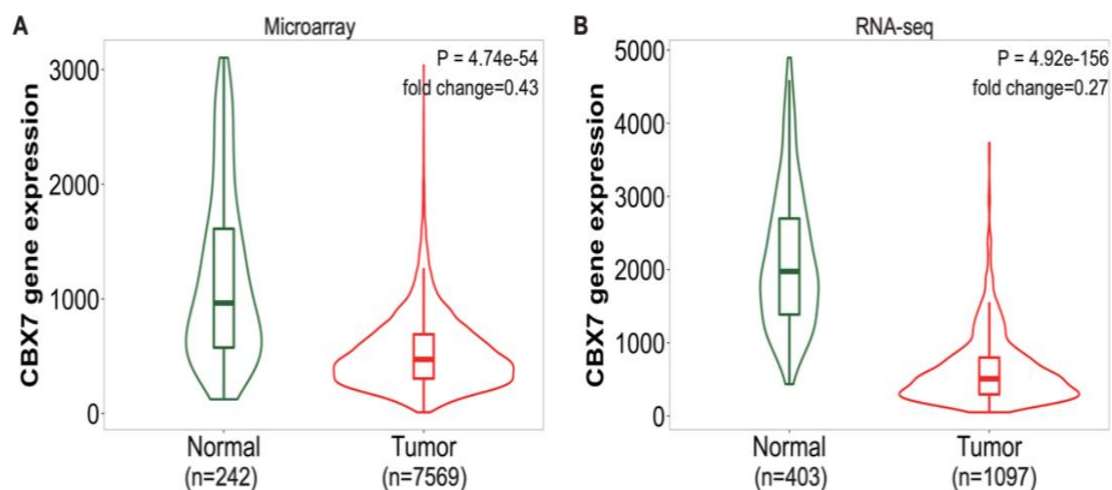 A
Microarray
P = 4.74e-54
fold change=0.43
CBX7 gene expression
3000
2000
1000
0
Normal
(n=242)
Tumor
(n=7569)
B
RNA-seq
P = 4.92e-156
fold change=0.27
CBX7 gene expression
5000
4000
3000
2000
1000
0
Normal
(n=403)
Tumor
(n=1097)